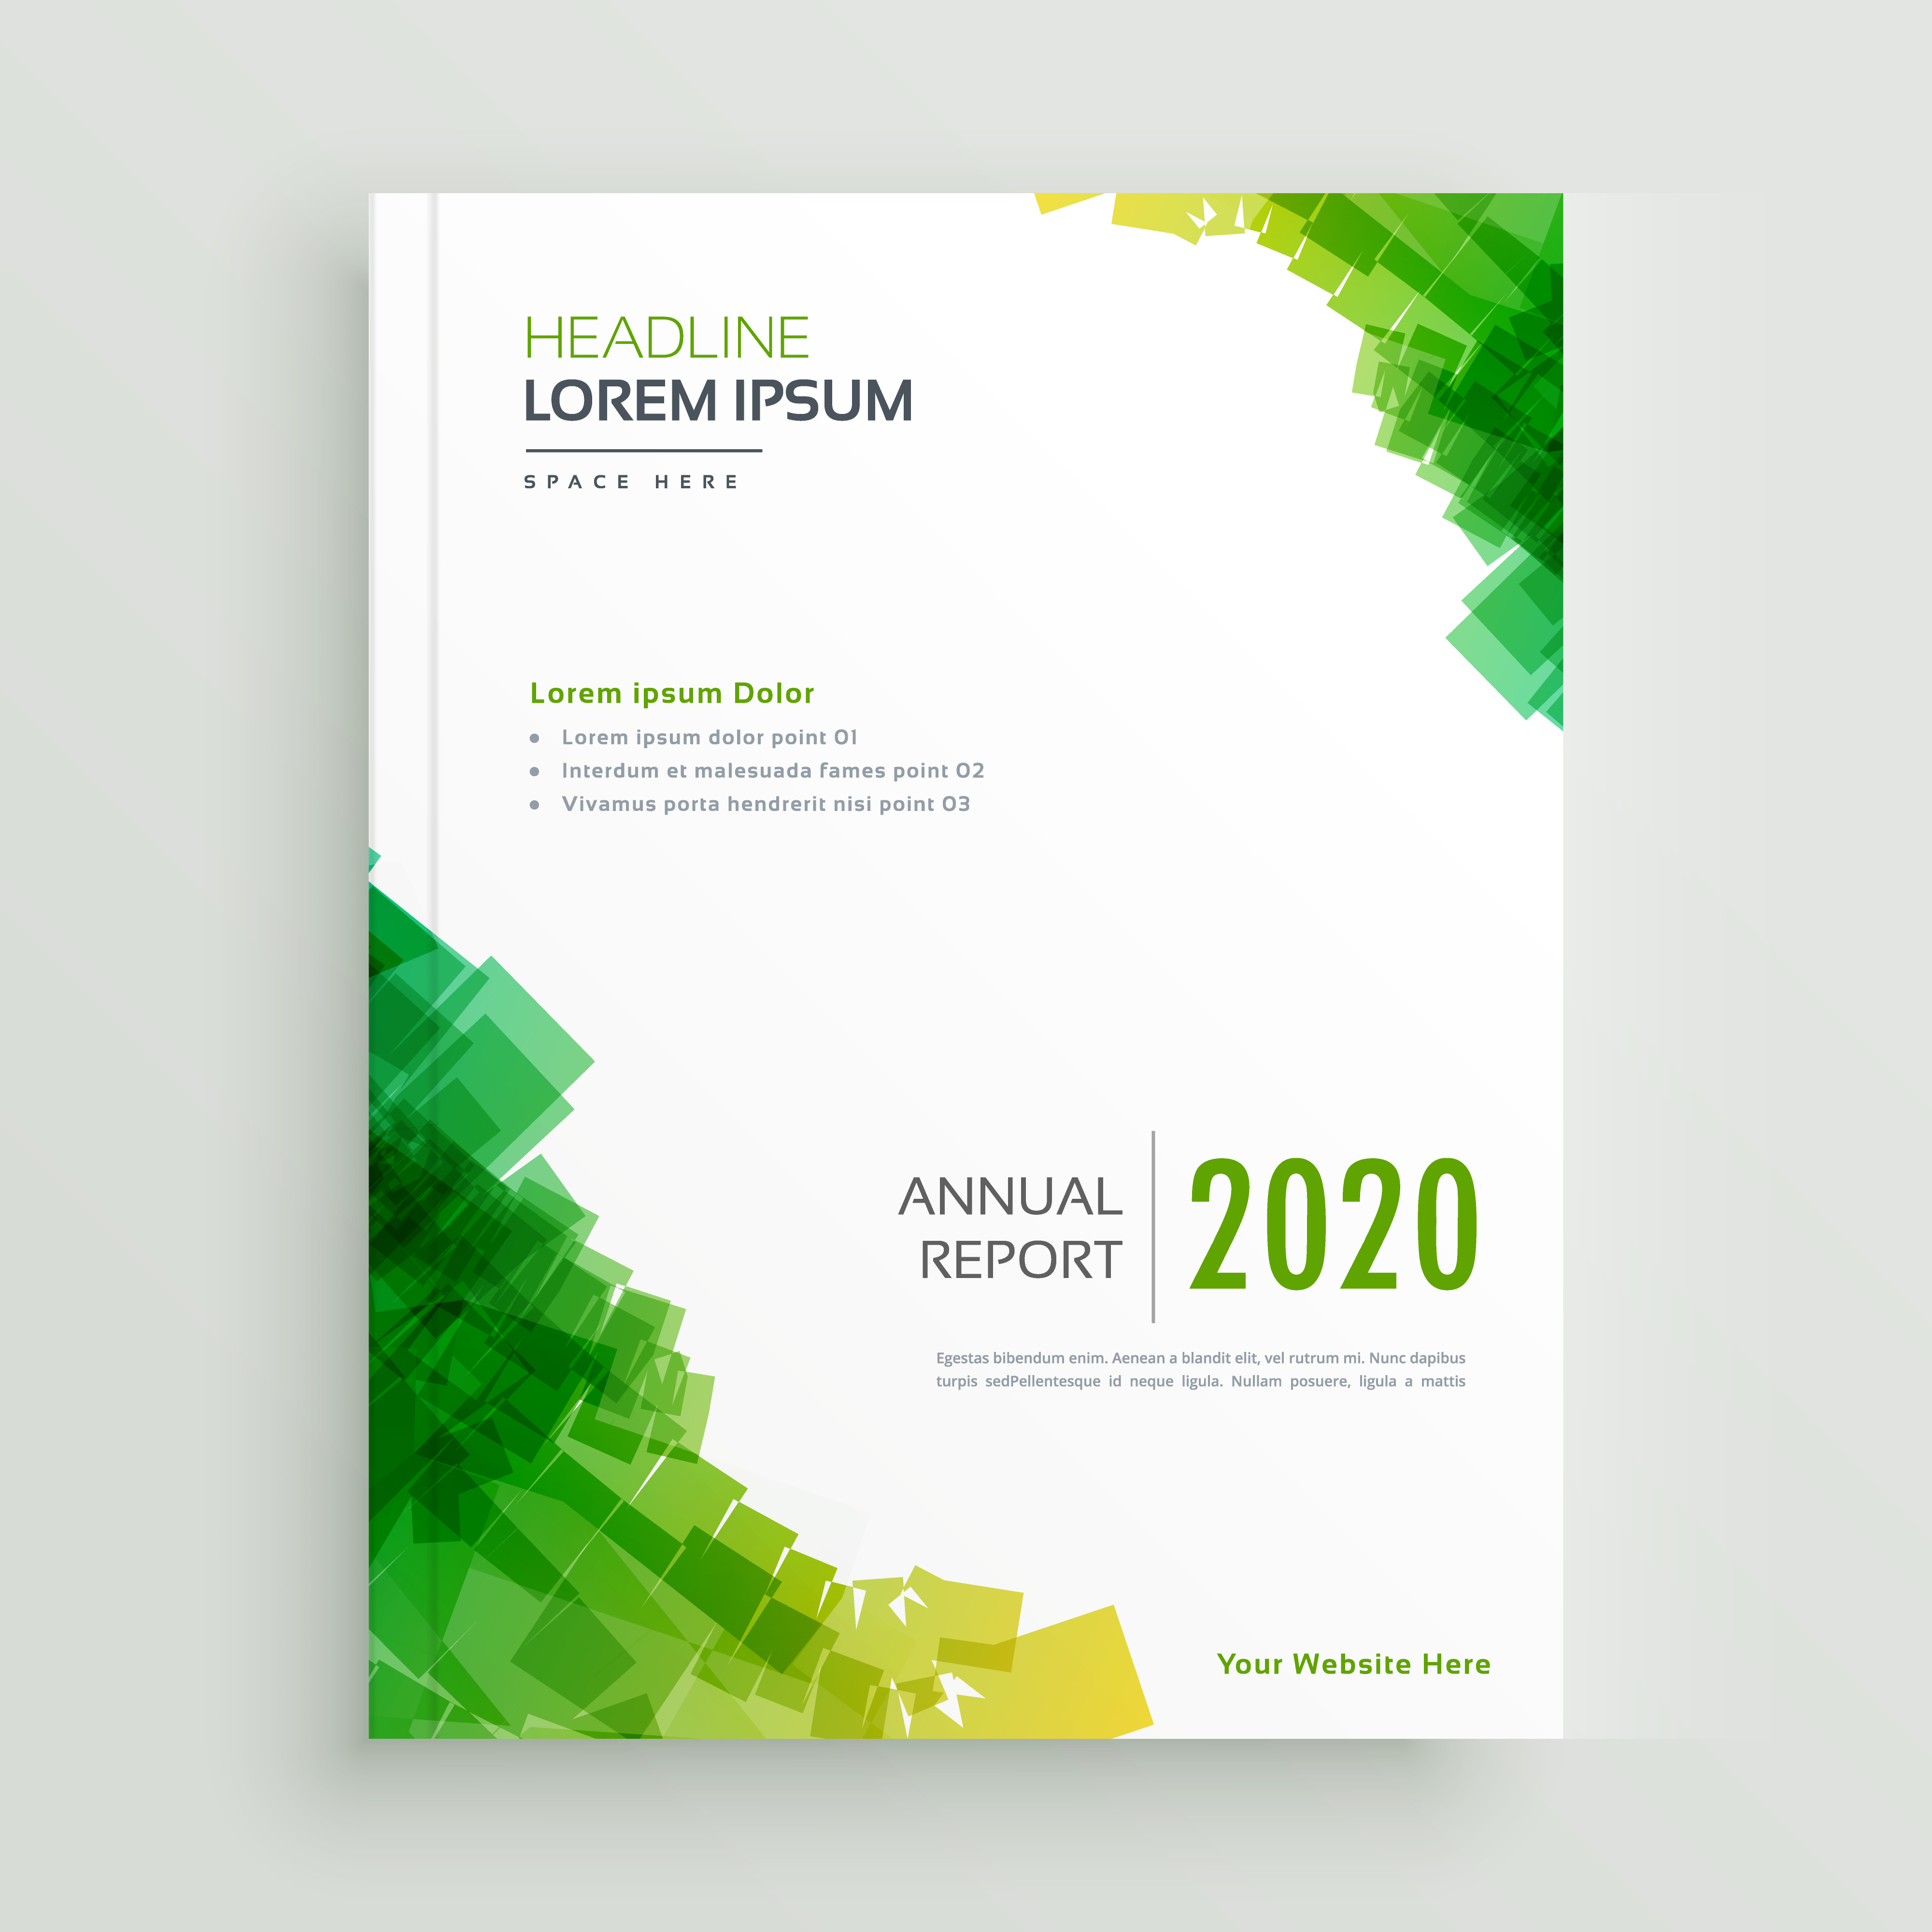 HEADLINE
LOREM IPSUM
SPACE HERE
Lorem ipsum Dolor
• Lorem ipsum dolor point 01
• Interdum et malesuada fames point 02
• Vivamus porta hendrerit nisi point 03
ANNUAL
REPORT
2020
Egestas bibendum enim. Aenean a blandit elit, vel rutrum mi. Nunc dapibus
turpis sedPellentesque id neque ligula. Nullam posuere, ligula a mattis
Your Website Here